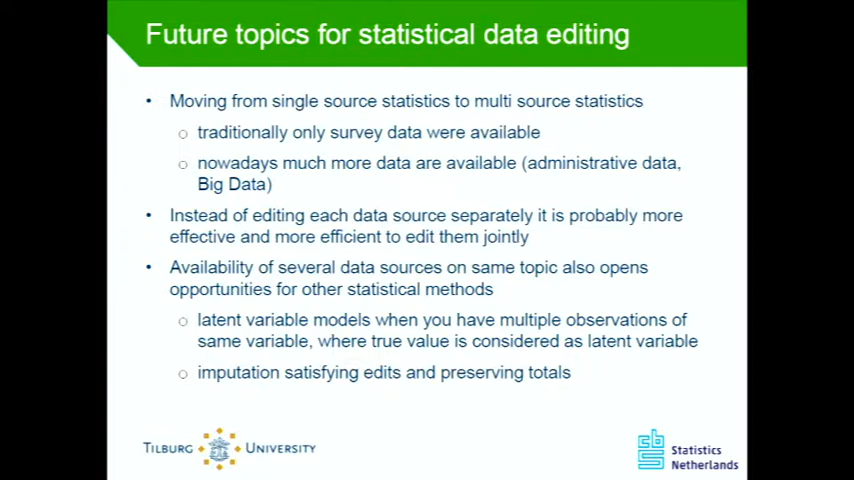 Future topics for statistical data editing
• Moving from single source statistics to multi source statistics
○ traditionally only survey data were available
○ nowadays much more data are available (administrative data,
Big Data)
• Instead of editing each data source separately it is probably more
effective and more efficient to edit them jointly
• Availability of several data sources on same topic also opens
opportunities for other statistical methods
○ latent variable models when you have multiple observations of
same variable, where true value is considered as latent variable
○ imputation satisfying edits and preserving totals
TILBURG UNIVERSITY
cbs Statistics
Netherlands